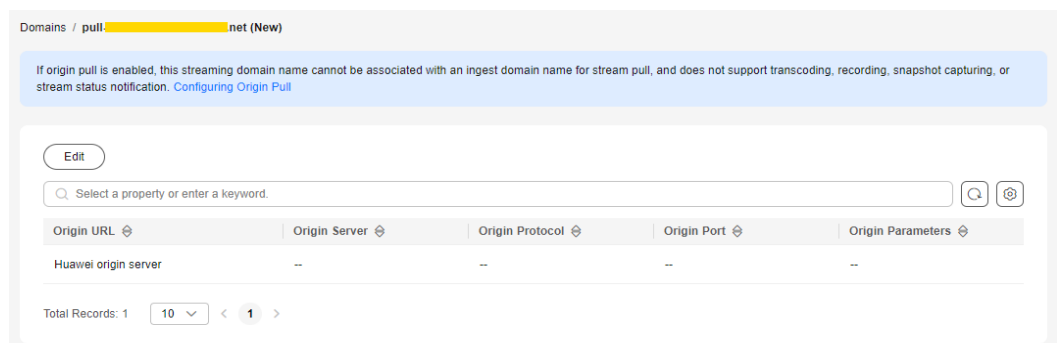 Domains / pull- .net (New)
If origin pull is enabled, this streaming domain name cannot be associated with an ingest domain name for stream pull, and does not support transcoding, recording, snapshot capturing, or
stream status notification. Configuring Origin Pull
Edit
Select a property or enter a keyword.
Origin URL Origin Server Origin Protocol Origin Port Origin Parameters
Huawei origin server -- -- -- --
Total Records: 1 10 < 1 >